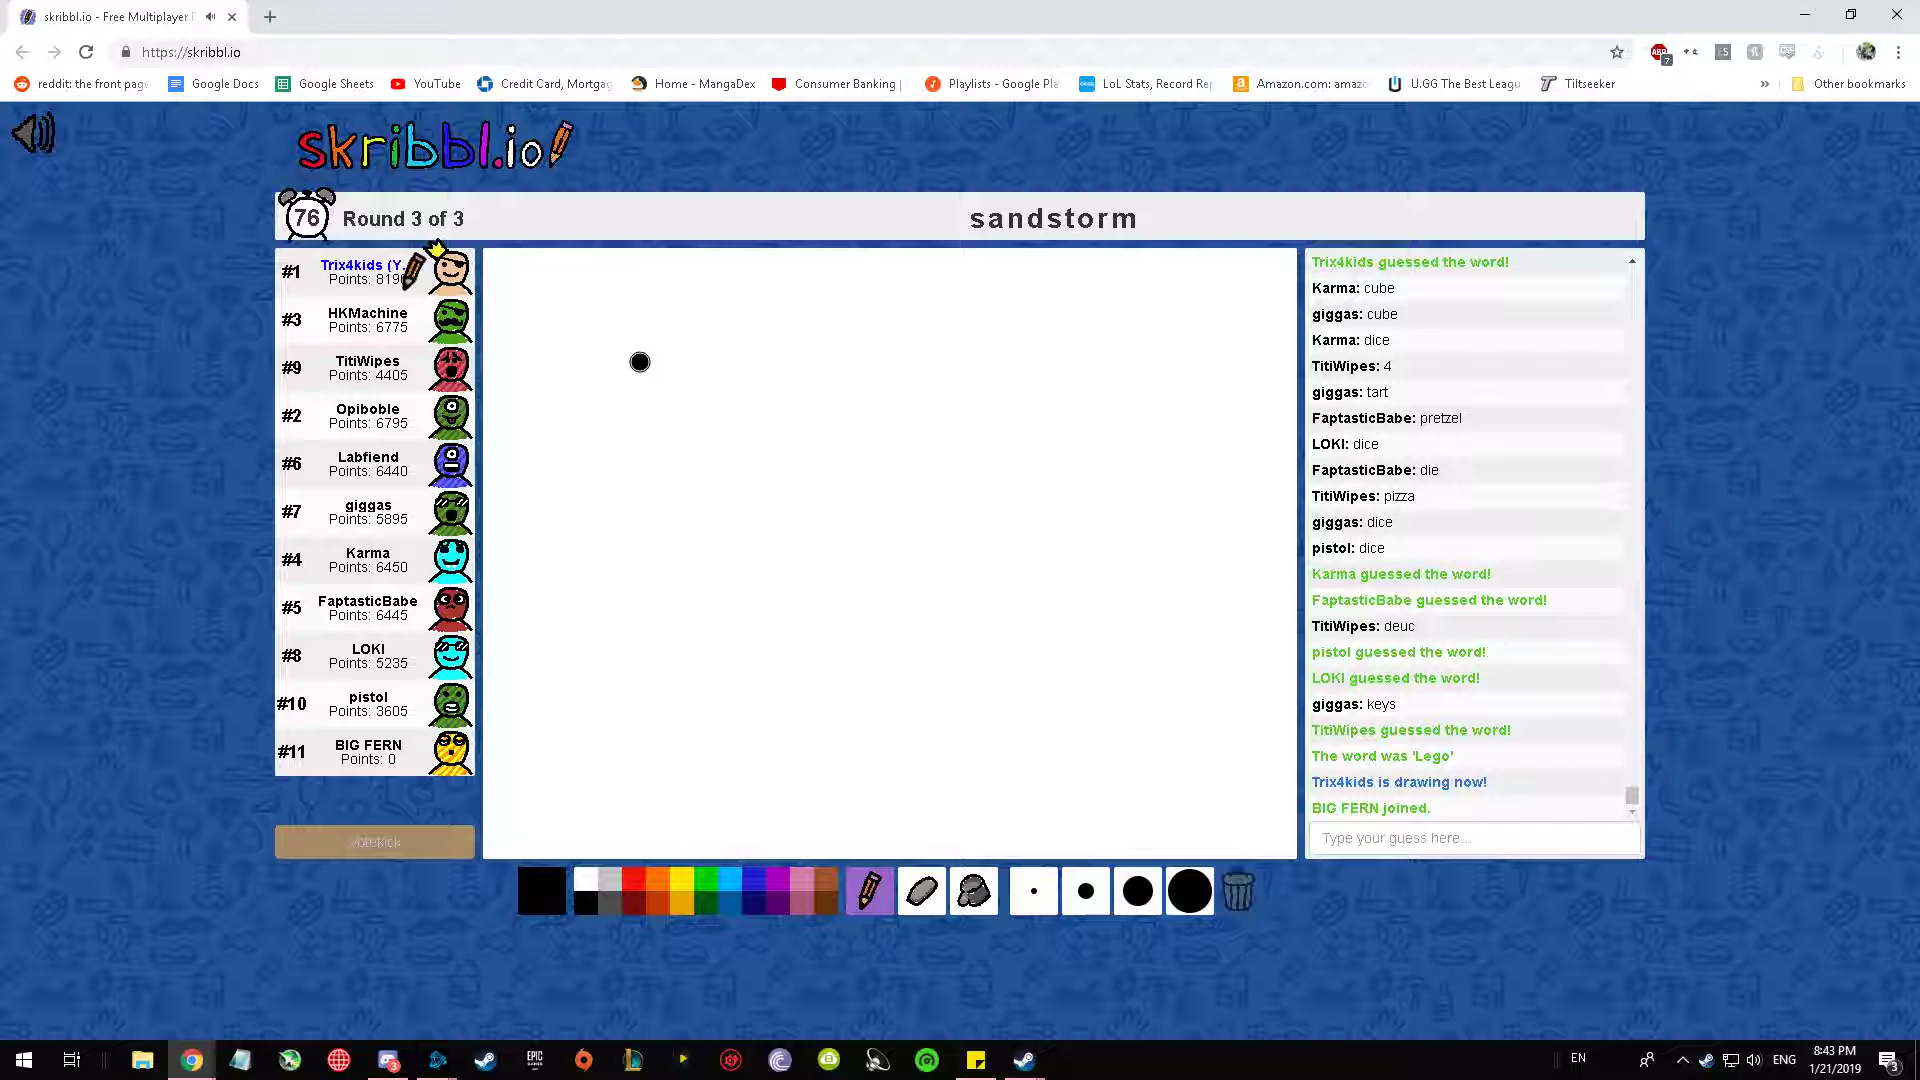 skribbl.io - Free Multiplayer
https://skribbl.io
reddit: the front page Google Docs Google Sheets YouTube Credit Card, Mortgag Home - MangaDex Consumer Banking | Playlists - Google Pla LoL Stats, Record Re Amazon.com: amazo U.GG The Best Leagu Tiltseeker » Other bookmarks
skribbl.io
76 Round 3 of 3 sandstorm
#1 Trix4kids (Y...
Points: 8190
#3 HKMachine
Points: 6775
#9 TitiWipes
Points: 4405
#2 Opiboble
Points: 6795
#6 Labfiend
Points: 6440
#7 giggas
Points: 5895
#4 Karma
Points: 6450
#5 FaptasticBabe
Points: 6445
#8 LOKI
Points: 5235
#10 pistol
Points: 3605
#11 BIG FERN
Points: 0
Votekick
Trix4kids guessed the word!
Karma: cube
giggas: cube
Karma: dice
TitiWipes: 4
giggas: tart
FaptasticBabe: pretzel
LOKI: dice
FaptasticBabe: die
TitiWipes: pizza
giggas: dice
pistol: dice
Karma guessed the word!
FaptasticBabe guessed the word!
TitiWipes: deuc
pistol guessed the word!
LOKI guessed the word!
giggas: keys
TitiWipes guessed the word!
The word was 'Lego'
Trix4kids is drawing now!
BIG FERN joined.
Type your guess here...
EPIC GAMES
EN
ENG
8:43 PM
1/21/2019